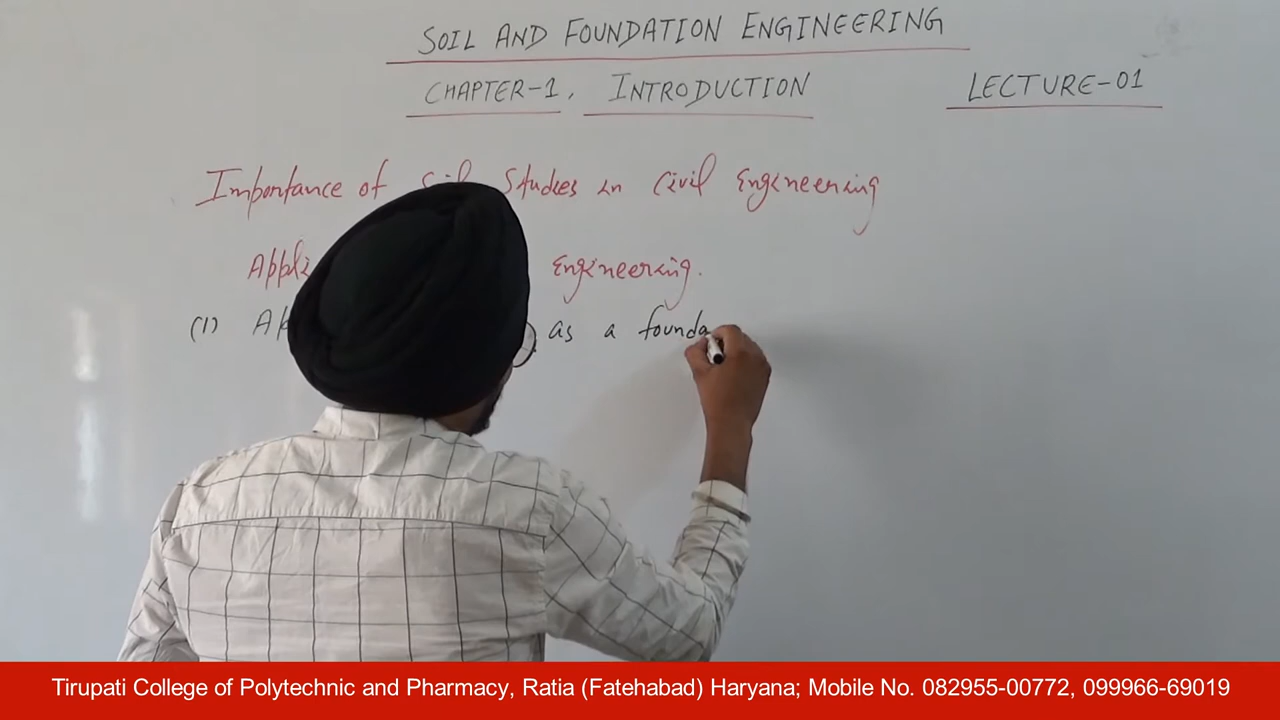 SOIL AND FOUNDATION ENGINEERING
CHAPTER-1, INTRODUCTION LECTURE-01
Importance of Soil Studies in Civil Engineering
Engineering.
(1) as a founda
Tirupati College of Polytechnic and Pharmacy, Ratia (Fatehabad) Haryana; Mobile No. 082955-00772, 099966-69019